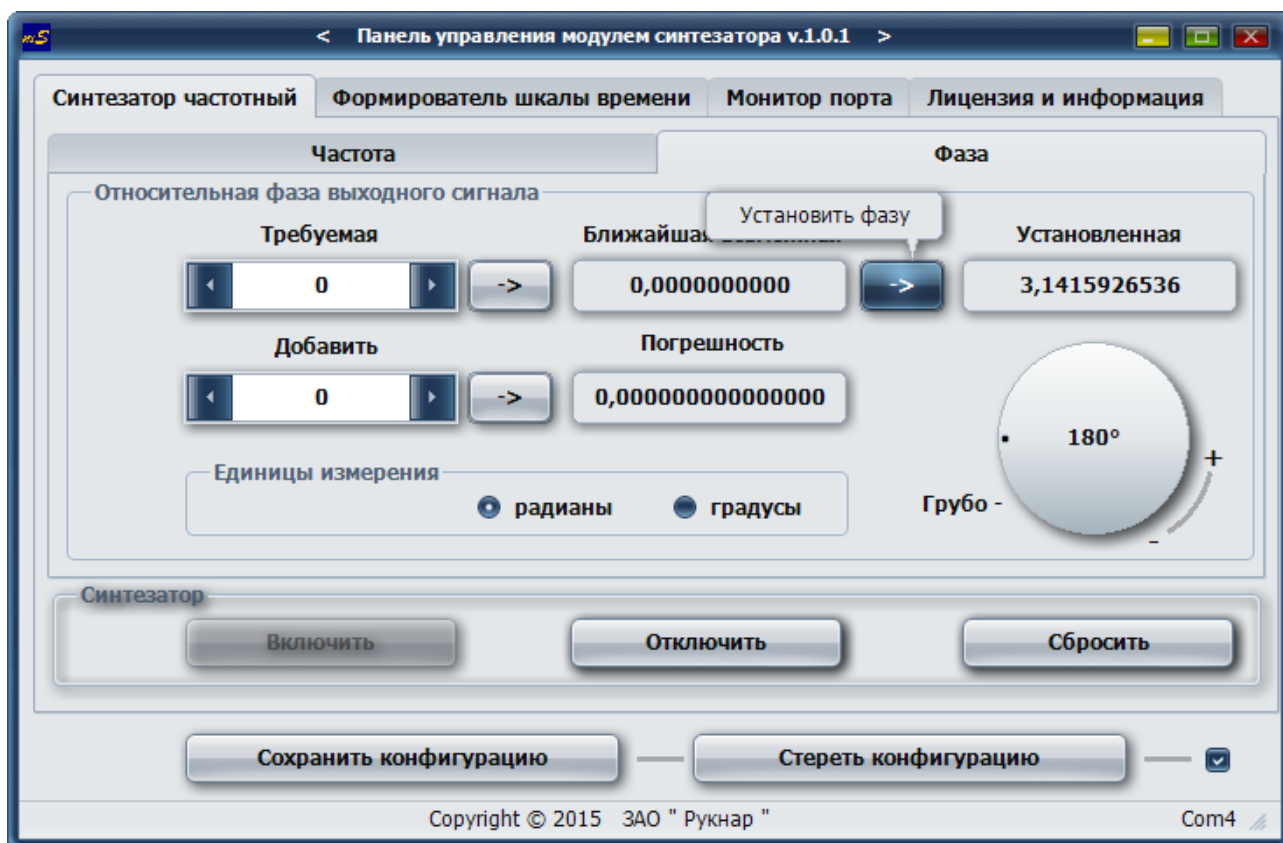 mS < Панель управления модулем синтезатора v.1.0.1 >
Синтезатор частотный Формирователь шкалы времени Монитор порта Лицензия и информация
Частота Фаза
Относительная фаза выходного сигнала
Установить фазу
Требуемая Ближайшая Установленная
0 -> 0,0000000000 -> 3,1415926536
Добавить Погрешность
0 -> 0,000000000000000
180°
+
Единицы измерения
радианы градусы
Грубо -
-
Синтезатор
Включить Отключить Сбросить
Сохранить конфигурацию Стереть конфигурацию
Copyright © 2015 ЗАО " Рукнар " Com4